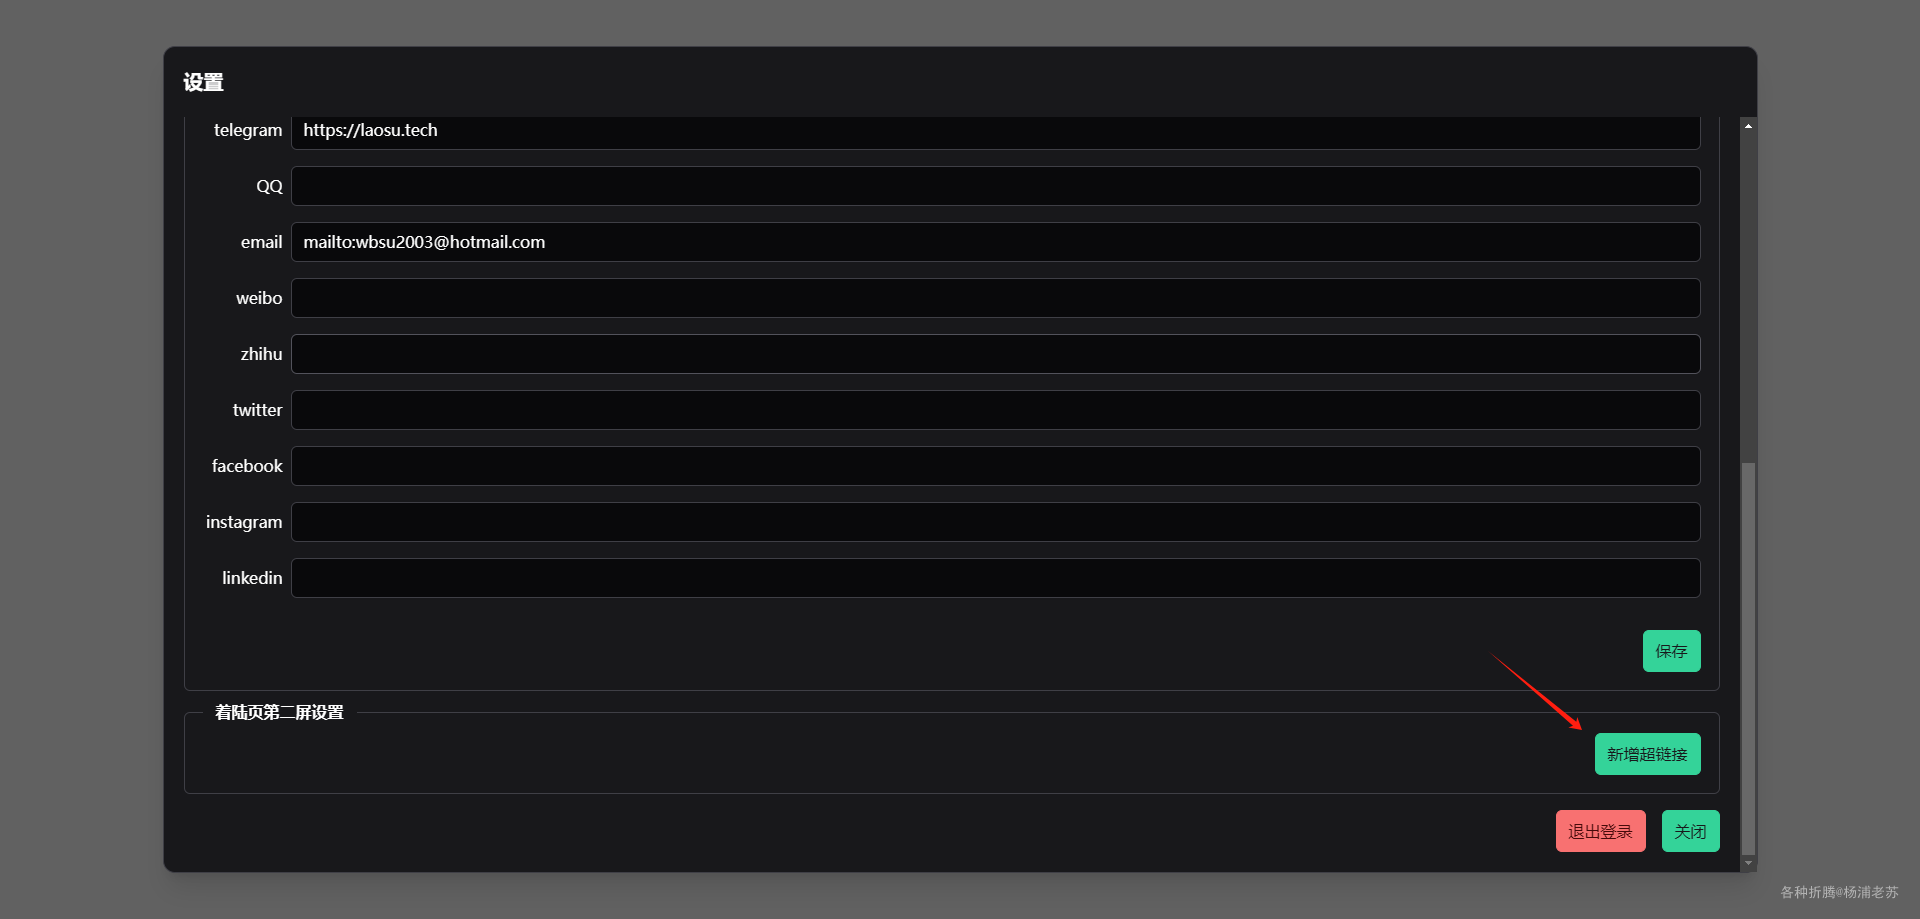 设置
telegram https://laosu.tech
QQ
email mailto:wbsu2003@hotmail.com
weibo
zhihu
twitter
facebook
instagram
linkedin
保存
着陆页第二屏设置
新增超链接
退出登录 关闭
各种折腾@杨浦老苏